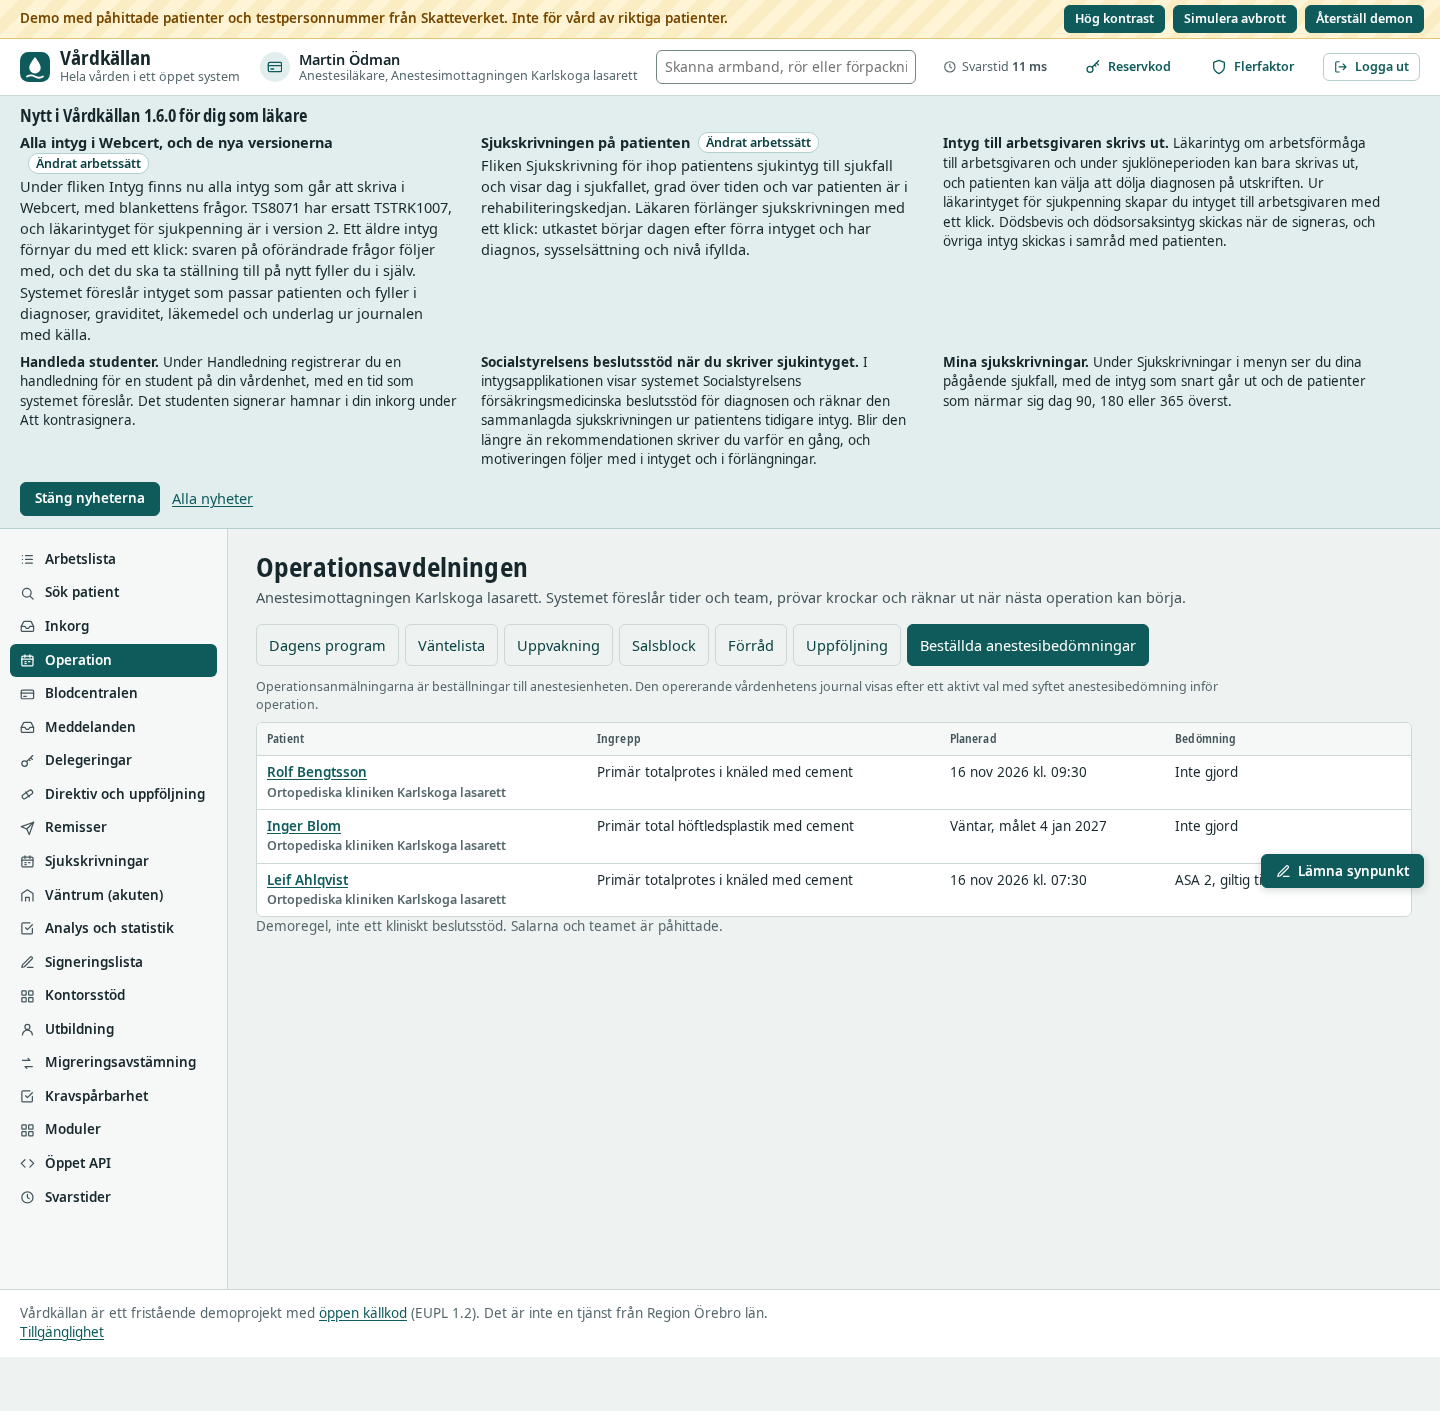 Demo med påhittade patienter och testpersonnummer från Skatteverket. Inte för vård av riktiga patienter.
Hög kontrast
Simulera avbrott
Återställ demon
Vårdkällan
Hela vården i ett öppet system
Martin Ödman
Anestesiläkare, Anestesimottagningen Karlskoga lasarett
Skanna armband, rör eller förpackni
Svarstid 11 ms
Reservkod
Flerfaktor
Logga ut
Nytt i Vårdkällan 1.6.0 för dig som läkare
Alla intyg i Webcert, och de nya versionerna
Ändrat arbetssätt
Under fliken Intyg finns nu alla intyg som går att skriva i
Webcert, med blankettens frågor. TS8071 har ersatt TSTRK1007,
och läkarintyget för sjukpenning är i version 2. Ett äldre intyg
förnyar du med ett klick: svaren på oförändrade frågor följer
med, och det du ska ta ställning till på nytt fyller du i själv.
Systemet föreslår intyget som passar patienten och fyller i
diagnoser, graviditet, läkemedel och underlag ur journalen
med källa.
Sjukskrivningen på patienten Ändrat arbetssätt
Fliken Sjukskrivning för ihop patientens sjukintyg till sjukfall
och visar dag i sjukfallet, grad över tiden och var patienten är i
rehabiliteringskedjan. Läkaren förlänger sjukskrivningen med
ett klick: utkastet börjar dagen efter förra intyget och har
diagnos, sysselsättning och nivå ifyllda.
Intyg till arbetsgivaren skrivs ut. Läkarintyg om arbetsförmåga
till arbetsgivaren och under sjuklöneperioden kan bara skrivas ut,
och patienten kan välja att dölja diagnosen på utskriften. Ur
läkarintyget för sjukpenning skapar du intyget till arbetsgivaren med
ett klick. Dödsbevis och dödsorsaksintyg skickas när de signeras, och
övriga intyg skickas i samråd med patienten.
Handleda studenter. Under Handledning registrerar du en
handledning för en student på din vårdenhet, med en tid som
systemet föreslår. Det studenten signerar hamnar i din inkorg under
Att kontrasignera.
Socialstyrelsens beslutsstöd när du skriver sjukintyget. I
intygsapplikationen visar systemet Socialstyrelsens
försäkringsmedicinska beslutsstöd för diagnosen och räknar den
sammanlagda sjukskrivningen ur patientens tidigare intyg. Blir den
längre än rekommendationen skriver du varför en gång, och
motiveringen följer med i intyget och i förlängningar.
Mina sjukskrivningar. Under Sjukskrivningar i menyn ser du dina
pågående sjukfall, med de intyg som snart går ut och de patienter
som närmar sig dag 90, 180 eller 365 överst.
Stäng nyheterna
Alla nyheter
Arbetslista
Sök patient
Inkorg
Operation
Blodcentralen
Meddelanden
Delegeringar
Direktiv och uppföljning
Remisser
Sjukskrivningar
Väntrum (akuten)
Analys och statistik
Signeringslista
Kontorsstöd
Utbildning
Migreringsavstämning
Kravspårbarhet
Moduler
Öppet API
Svarstider
Operationsavdelningen
Anestesimottagningen Karlskoga lasarett. Systemet föreslår tider och team, prövar krockar och räknar ut när nästa operation kan börja.
Dagens program
Väntelista
Uppvakning
Salsblock
Förråd
Uppföljning
Beställda anestesibedömningar
Operationsanmälningarna är beställningar till anestesienheten. Den opererande vårdenhetens journal visas efter ett aktivt val med syftet anestesibedömning inför
operation.
Patient Ingrepp Planerad Bedömning
Rolf Bengtsson Primär totalprotes i knäled med cement 16 nov 2026 kl. 09:30 Inte gjord
Ortopediska kliniken Karlskoga lasarett
Inger Blom Primär total höftledsplastik med cement Väntar, målet 4 jan 2027 Inte gjord
Ortopediska kliniken Karlskoga lasarett
Leif Ahlqvist Primär totalprotes i knäled med cement 16 nov 2026 kl. 07:30 ASA 2, giltig
Ortopediska kliniken Karlskoga lasarett
Lämna synpunkt
Demoregel, inte ett kliniskt beslutsstöd. Salarna och teamet är påhittade.
Vårdkällan är ett fristående demoprojekt med öppen källkod (EUPL 1.2). Det är inte en tjänst från Region Örebro län.
Tillgänglighet